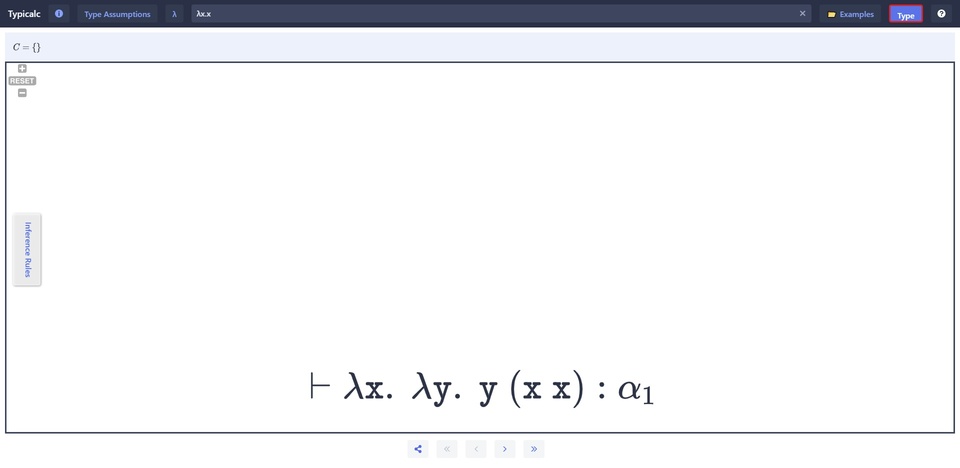 Typicalc Type Assumptions λ λx.x Examples Type
C = {}
RESET
Inference Rules
⊢ λx. λy. y (x x) : α₁